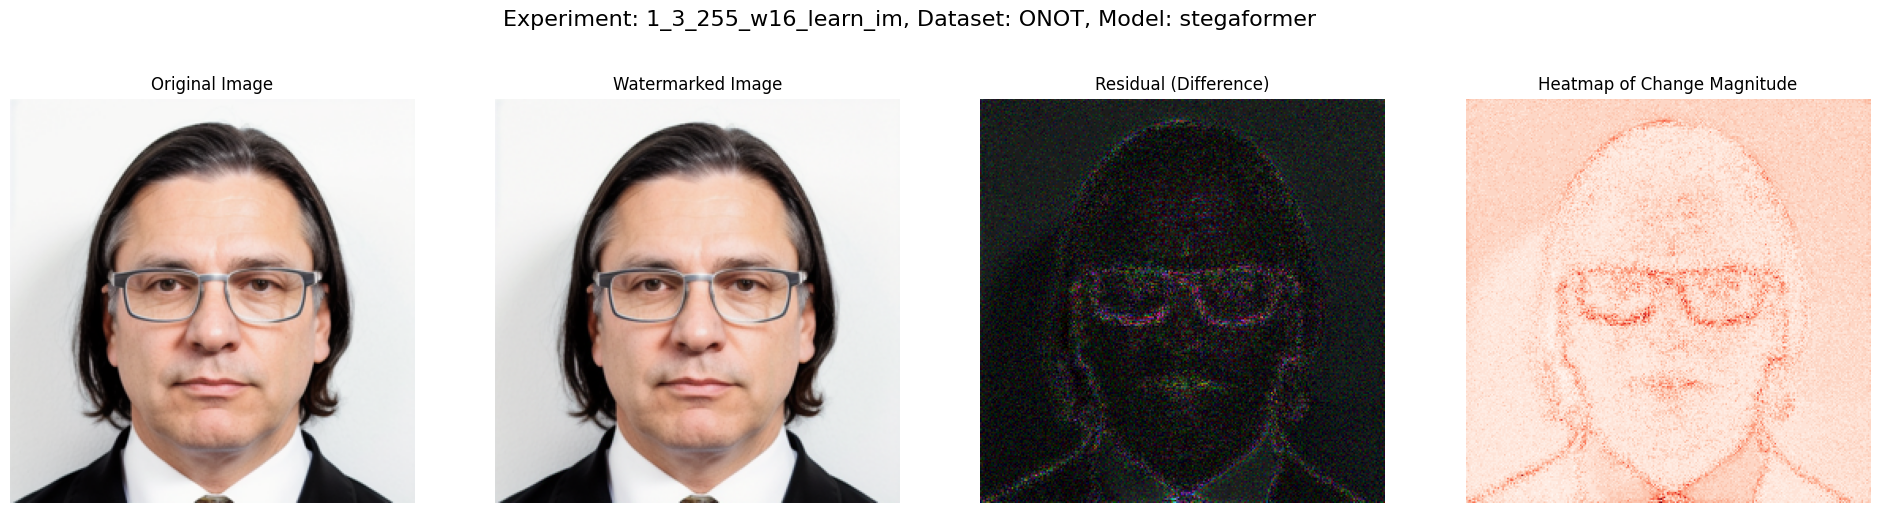 Experiment: 1_3_255_w16_learn_im, Dataset: ONOT, Model: stegaformer
Original Image
Watermarked Image
Residual (Difference)
Heatmap of Change Magnitude